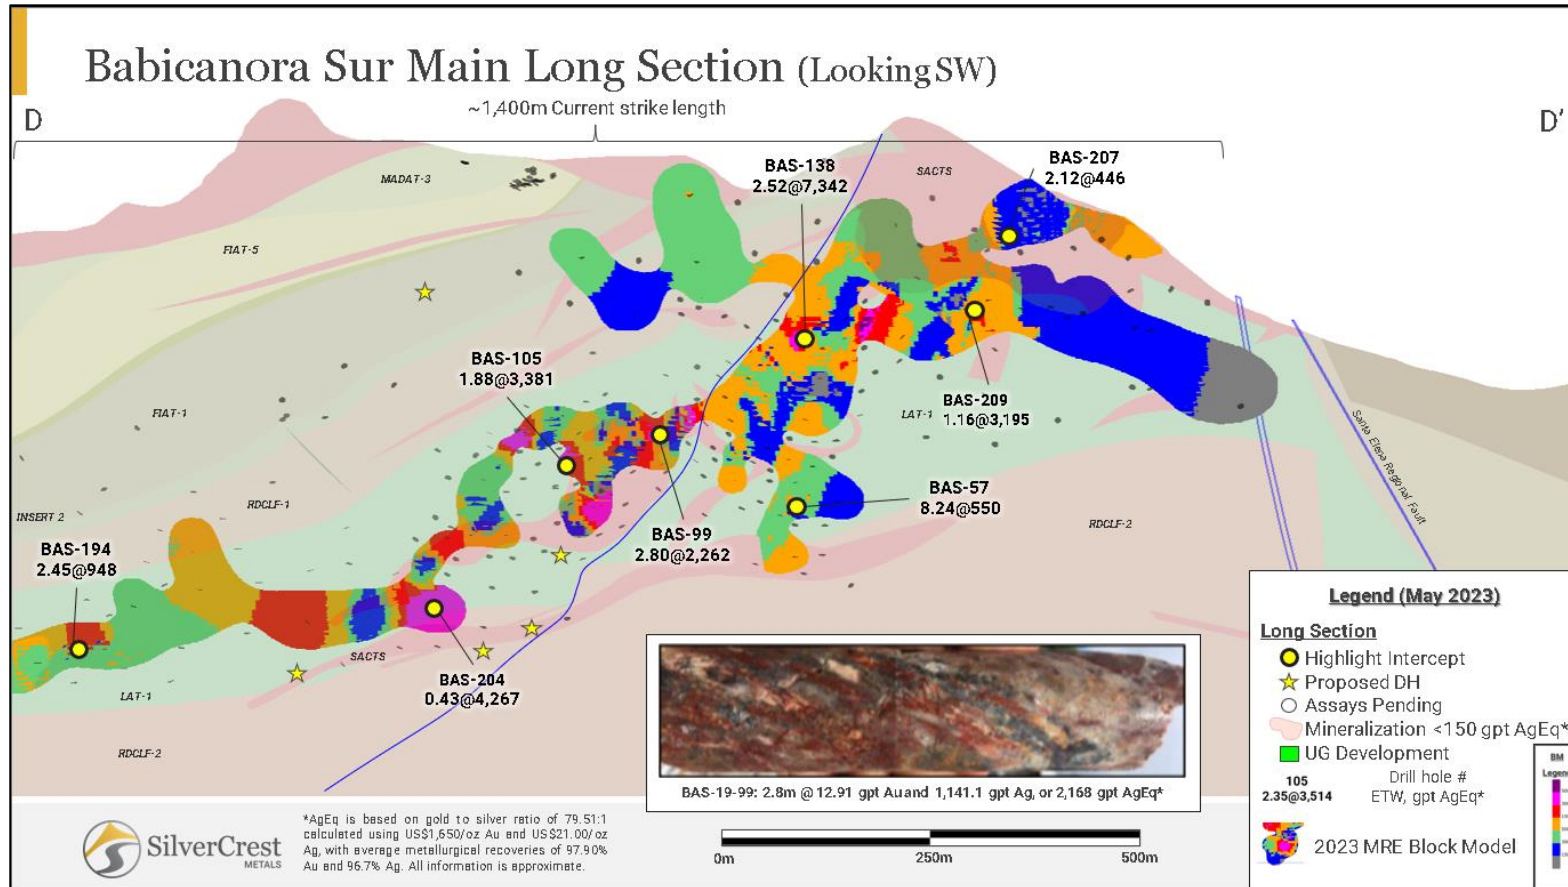 Babicanora Sur Main Long Section (Looking SW)
~1,400m Current strike length
D
D'
BAS-138
2.52@7,342
BAS-207
2.12@446
SACTS
MADAT-3
FIAT-5
BAS-105
1.88@3,381
FIAT-1
BAS-209
1.16@3,195
LAT-1
Santa Elena Regional Fault
RDCLF-1
BAS-57
8.24@550
INSERT 2
RDCLF-2
BAS-194
2.45@948
BAS-99
2.80@2,262
SACTS
BAS-204
0.43@4,267
LAT-1
RDCLF-2
BAS-19-99: 2.8m @ 12.91 gpt Au and 1,141.1 gpt Ag, or 2,168 gpt AgEq*
Legend (May 2023)
Long Section
Highlight Intercept
Proposed DH
Assays Pending
Mineralization <150 gpt AgEq*
UG Development
105 Drill hole #
2.35@3,514 ETW, gpt AgEq*
2023 MRE Block Model
BM
Legend
SilverCrest
METALS
*AgEq is based on gold to silver ratio of 79.51:1
calculated using US$1,650/oz Au and US$21.00/oz
Ag, with average metallurgical recoveries of 97.90%
Au and 96.7% Ag. All information is approximate.
0m 250m 500m